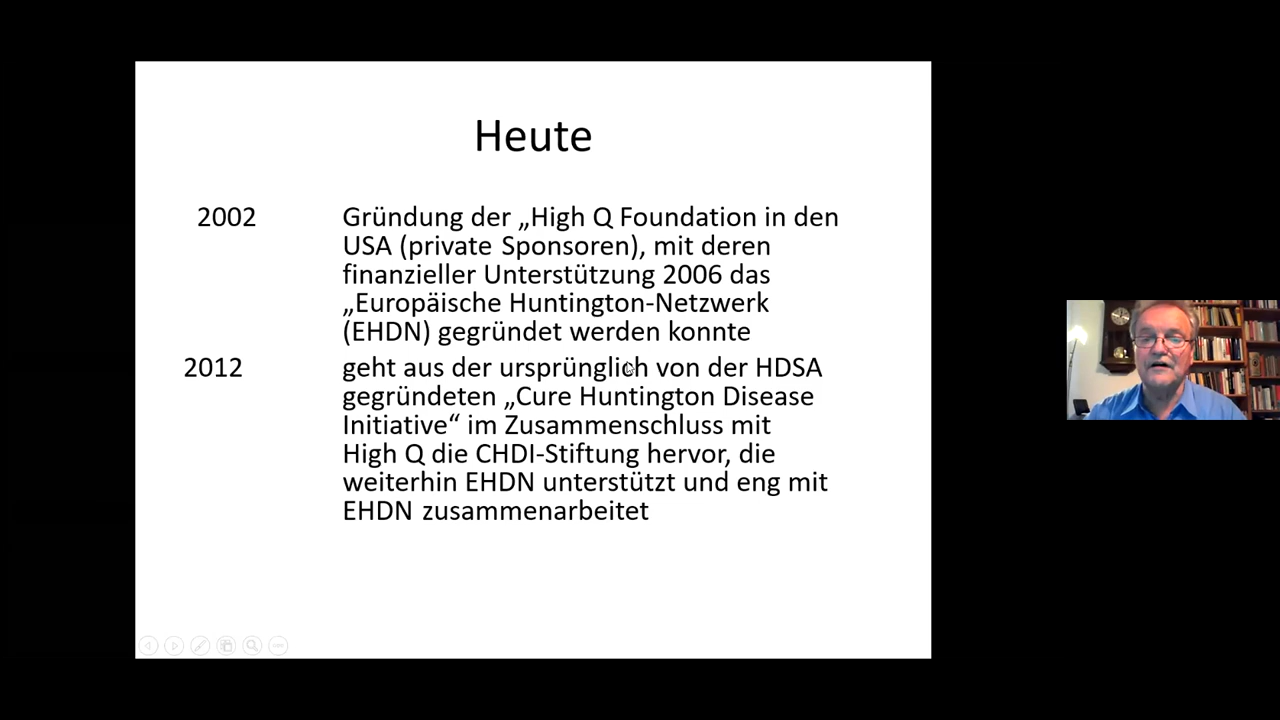 Heute
2002 Gründung der „High Q Foundation in den
USA (private Sponsoren), mit deren
finanzieller Unterstützung 2006 das
„Europäische Huntington-Netzwerk
(EHDN) gegründet werden konnte
2012 geht aus der ursprünglich von der HDSA
gegründeten „Cure Huntington Disease
Initiative“ im Zusammenschluss mit
High Q die CHDI-Stiftung hervor, die
weiterhin EHDN unterstützt und eng mit
EHDN zusammenarbeitet